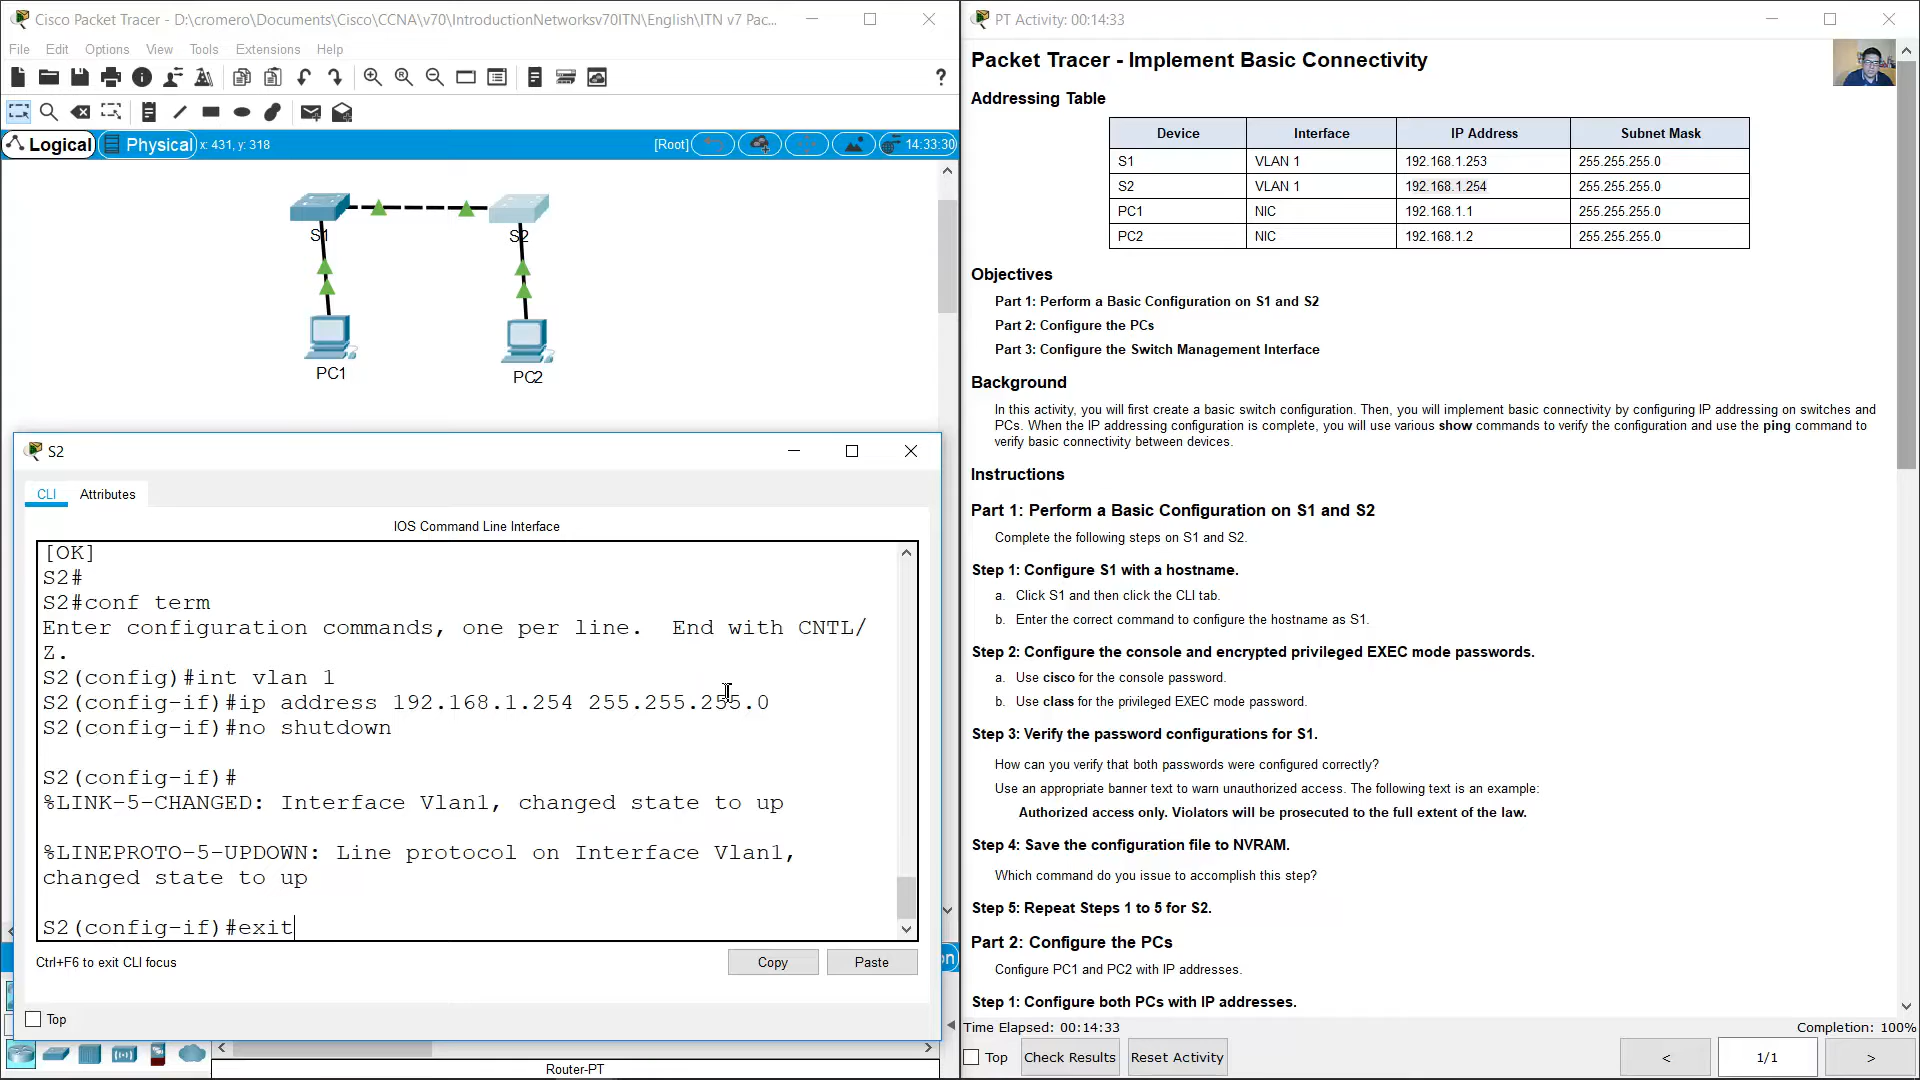 Cisco Packet Tracer - D:\cromero\Documents\Cisco\CCNA\v70\IntroductionNetworksv70ITN\English\ITN v7 Pac...
File Edit Options View Tools Extensions Help
?
Logical Physical x: 431, y: 318 [Root] 14:33:30
S1 S2
PC1 PC2
S2
CLI Attributes
IOS Command Line Interface
[OK]
S2#
S2#conf term
Enter configuration commands, one per line.  End with CNTL/
Z.
S2(config)#int vlan 1
S2(config-if)#ip address 192.168.1.254 255.255.255.0
S2(config-if)#no shutdown
S2(config-if)#
%LINK-5-CHANGED: Interface Vlan1, changed state to up
%LINEPROTO-5-UPDOWN: Line protocol on Interface Vlan1,
changed state to up
S2(config-if)#exit
Ctrl+F6 to exit CLI focus Copy Paste
Top
Router-PT
PT Activity: 00:14:33
Packet Tracer - Implement Basic Connectivity
Addressing Table
Device Interface IP Address Subnet Mask
S1 VLAN 1 192.168.1.253 255.255.255.0
S2 VLAN 1 192.168.1.254 255.255.255.0
PC1 NIC 192.168.1.1 255.255.255.0
PC2 NIC 192.168.1.2 255.255.255.0
Objectives
Part 1: Perform a Basic Configuration on S1 and S2
Part 2: Configure the PCs
Part 3: Configure the Switch Management Interface
Background
In this activity, you will first create a basic switch configuration. Then, you will implement basic connectivity by configuring IP addressing on switches and
PCs. When the IP addressing configuration is complete, you will use various show commands to verify the configuration and use the ping command to
verify basic connectivity between devices.
Instructions
Part 1: Perform a Basic Configuration on S1 and S2
Complete the following steps on S1 and S2.
Step 1: Configure S1 with a hostname.
a. Click S1 and then click the CLI tab.
b. Enter the correct command to configure the hostname as S1.
Step 2: Configure the console and encrypted privileged EXEC mode passwords.
a. Use cisco for the console password.
b. Use class for the privileged EXEC mode password.
Step 3: Verify the password configurations for S1.
How can you verify that both passwords were configured correctly?
Use an appropriate banner text to warn unauthorized access. The following text is an example:
Authorized access only. Violators will be prosecuted to the full extent of the law.
Step 4: Save the configuration file to NVRAM.
Which command do you issue to accomplish this step?
Step 5: Repeat Steps 1 to 5 for S2.
Part 2: Configure the PCs
Configure PC1 and PC2 with IP addresses.
Step 1: Configure both PCs with IP addresses.
Time Elapsed: 00:14:33 Completion: 100%
Top Check Results Reset Activity < 1/1 >